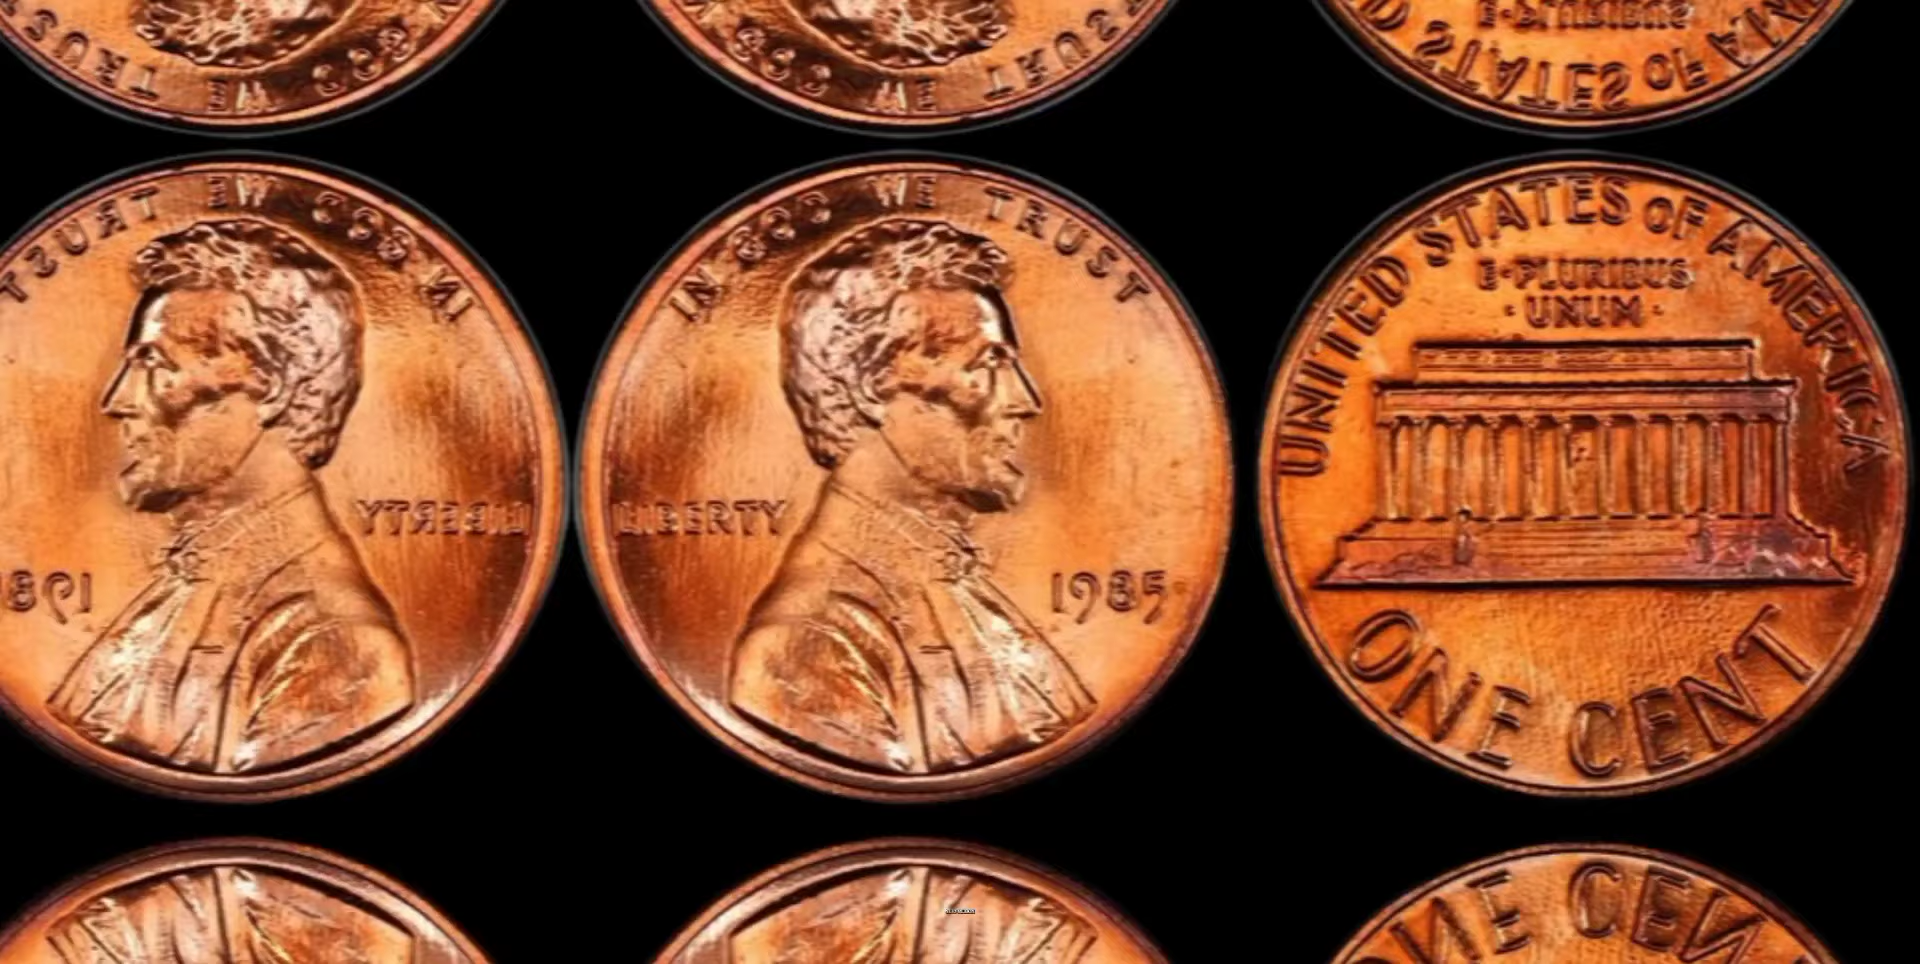 IN GOD WE TRUST
LIBERTY
1985
UNITED STATES OF AMERICA
E·PLURIBUS
·UNUM·
ONE CENT